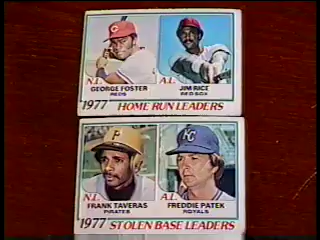 N.L. A.L.
GEORGE FOSTER JIM RICE
REDS RED SOX
1977 HOME RUN LEADERS
P KC
N.L. A.L.
FRANK TAVERAS FREDDIE PATEK
PIRATES ROYALS
1977 STOLEN BASE LEADERS